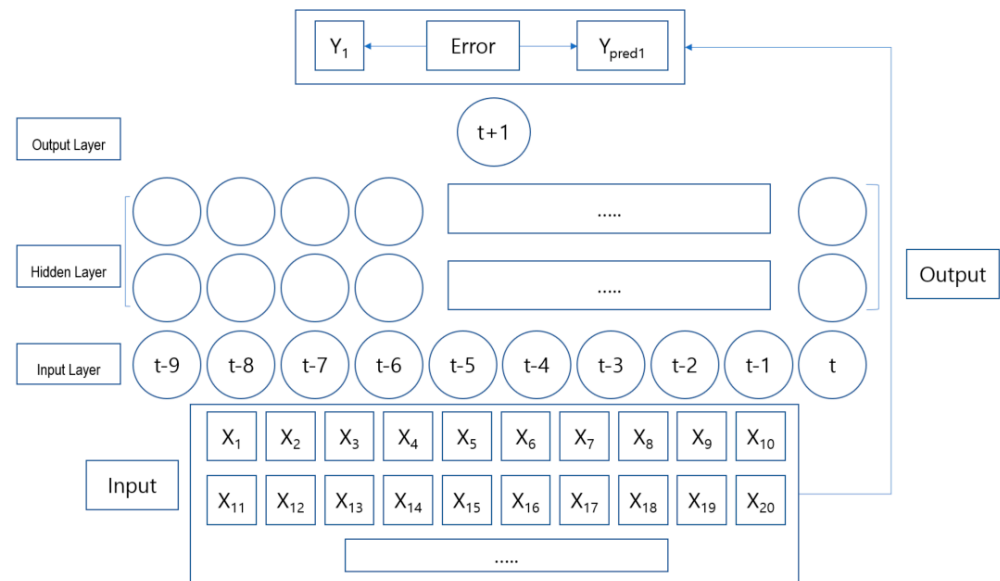 Y₁ Error Yₚᵣₑd₁
Output Layer
t+1
.....
Hidden Layer
.....
Output
Input Layer
t-9 t-8 t-7 t-6 t-5 t-4 t-3 t-2 t-1 t
X₁ X₂ X₃ X₄ X₅ X₆ X₇ X₈ X₉ X₁₀
Input
X₁₁ X₁₂ X₁₃ X₁₄ X₁₅ X₁₆ X₁₇ X₁₈ X₁₉ X₂₀
.....